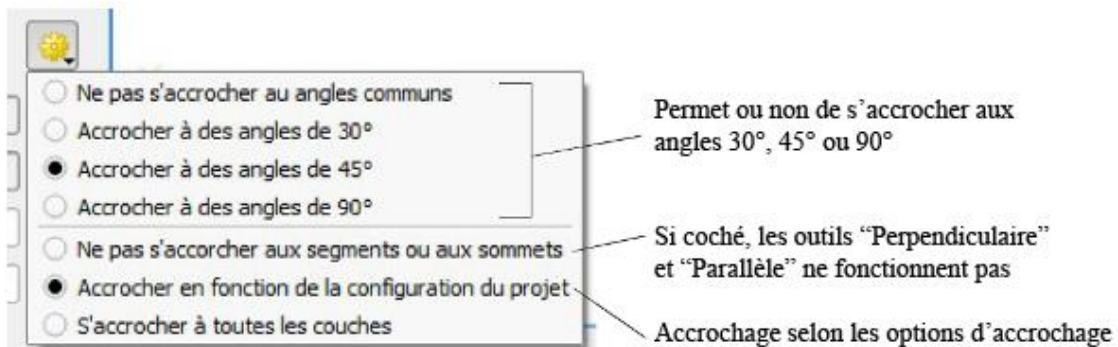 Ne pas s'accrocher au angles communs
Accrocher à des angles de 30°
Accrocher à des angles de 45°
Accrocher à des angles de 90°
Permet ou non de s'accrocher aux
angles 30°, 45° ou 90°
Ne pas s'accorcher aux segments ou aux sommets
Accrocher en fonction de la configuration du projet
S'accrocher à toutes les couches
Si coché, les outils “Perpendiculaire”
et “Parallèle” ne fonctionnent pas
Accrochage selon les options d'accrochage